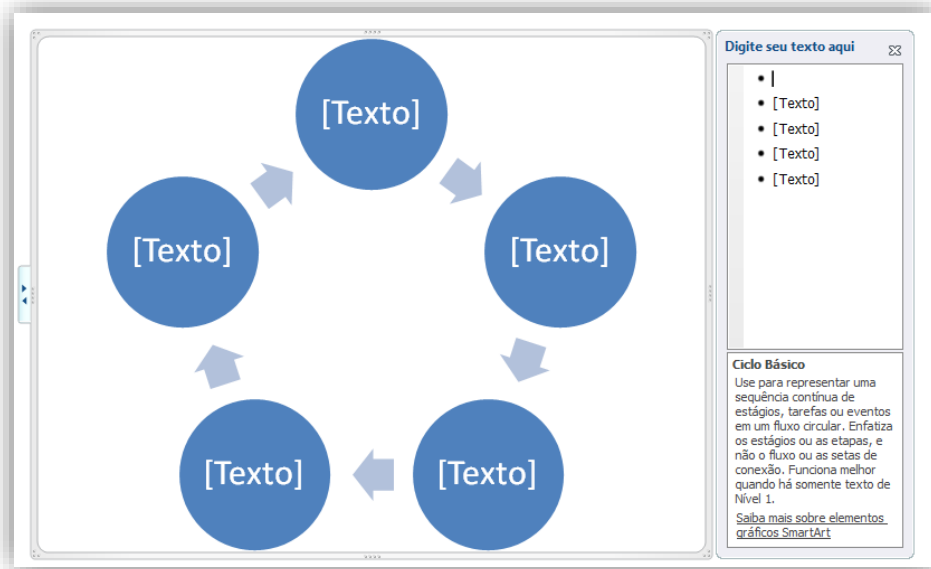 [Texto]
[Texto]
[Texto]
[Texto]
[Texto]
Digite seu texto aqui
[Texto]
[Texto]
[Texto]
[Texto]
Ciclo Básico
Use para representar uma
sequência contínua de
estágios, tarefas ou eventos
em um fluxo circular. Enfatiza
os estágios ou as etapas, e
não o fluxo ou as setas de
conexão. Funciona melhor
quando há somente texto de
Nível 1.
Saiba mais sobre elementos
gráficos SmartArt